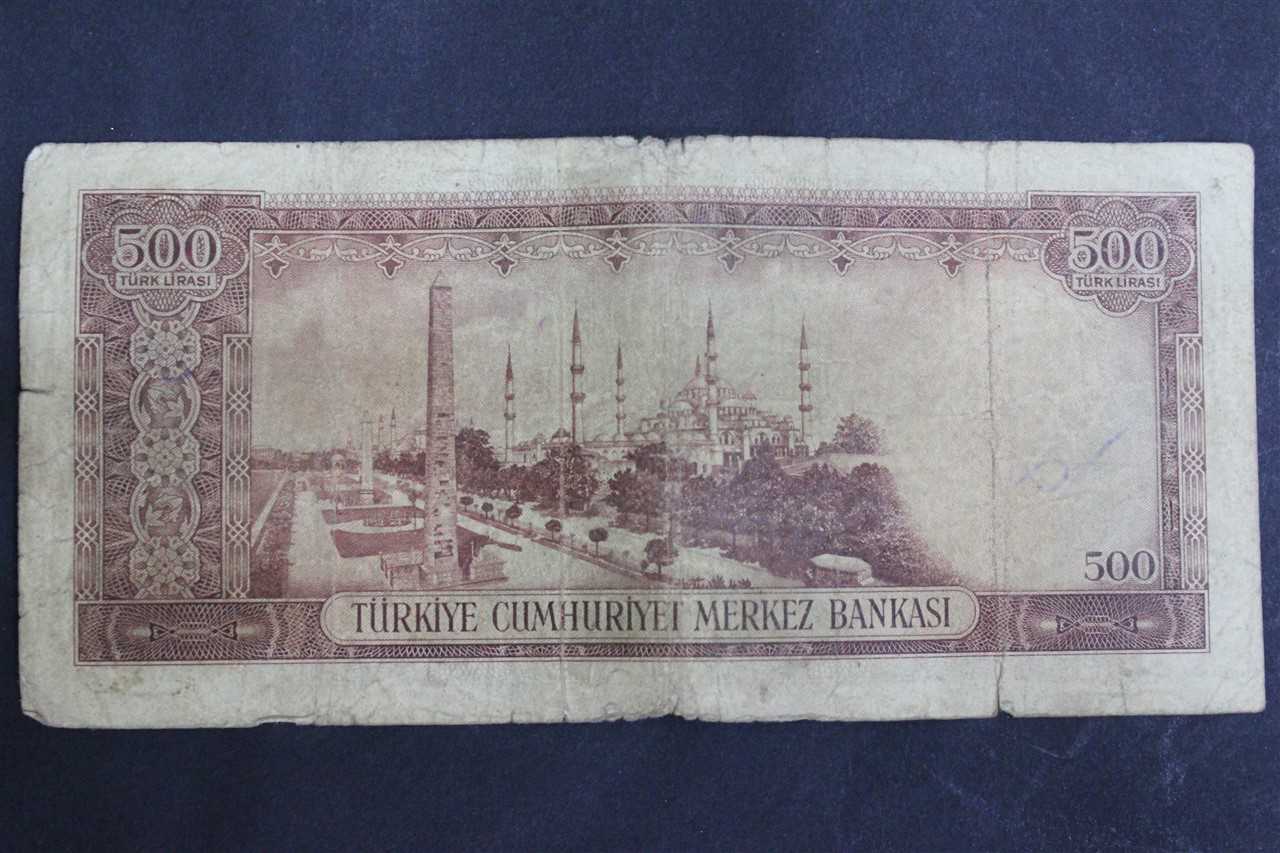 500
TÜRK LİRASI
500
TÜRK LİRASI
500
TÜRKİYE CUMHURİYET MERKEZ BANKASI